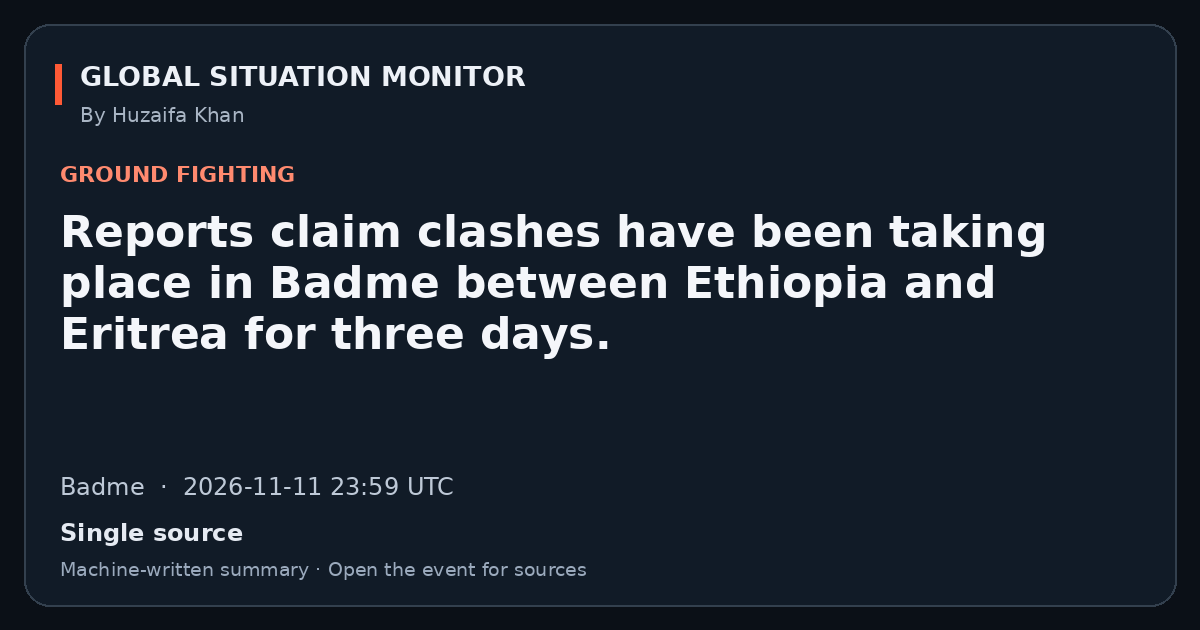 GLOBAL SITUATION MONITOR
By Huzaifa Khan
GROUND FIGHTING
Reports claim clashes have been taking
place in Badme between Ethiopia and
Eritrea for three days.
Badme · 2026-11-11 23:59 UTC
Single source
Machine-written summary · Open the event for sources